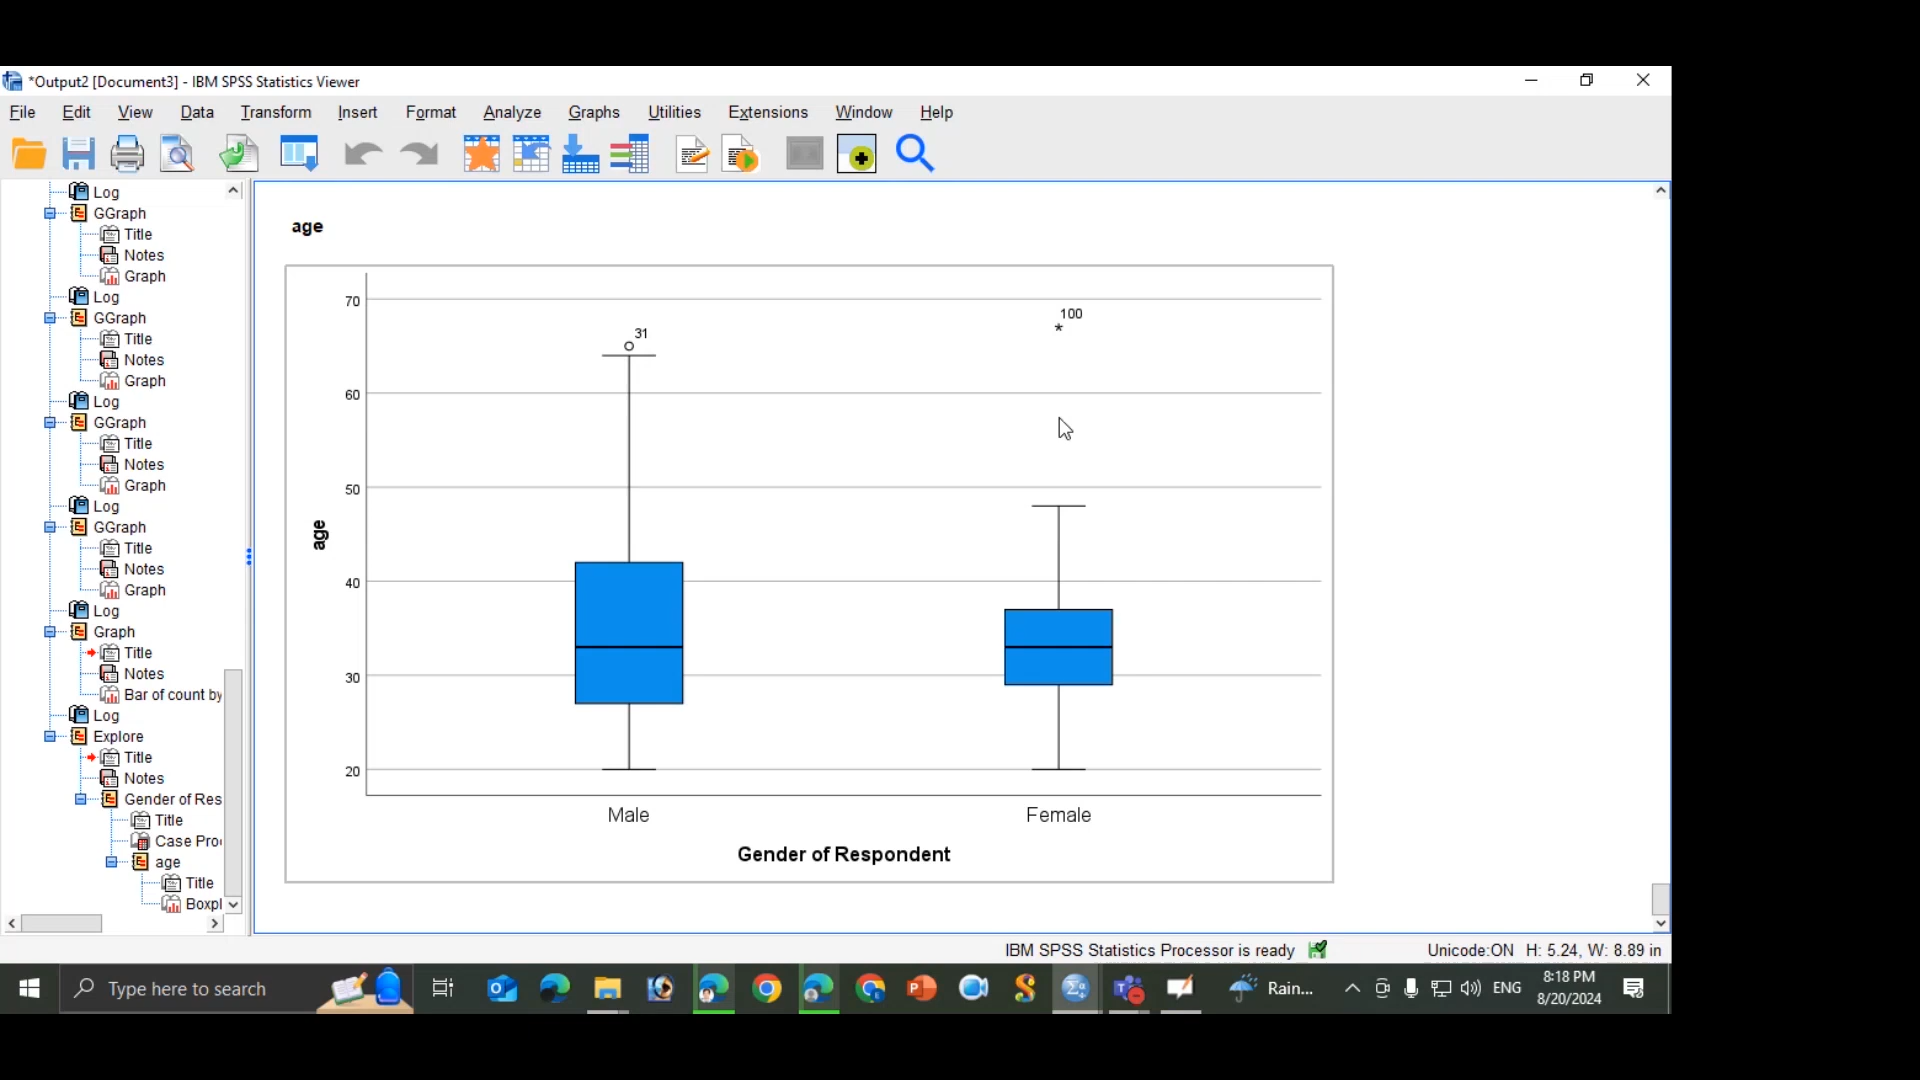 *Output2 [Document3] - IBM SPSS Statistics Viewer
File Edit View Data Transform Insert Format Analyze Graphs Utilities Extensions Window Help
Log
GGraph
Title
Notes
Graph
Log
GGraph
Title
Notes
Graph
Log
GGraph
Title
Notes
Graph
Log
GGraph
Title
Notes
Graph
Log
Graph
Title
Notes
Bar of count by
Log
Explore
Title
Notes
Gender of Res
Title
Case Pro
age
Title
Boxpl
age
70
60
50
40
30
20
age
31
100
Male Female
Gender of Respondent
IBM SPSS Statistics Processor is ready Unicode:ON H: 5.24, W: 8.89 in
Type here to search Rain... ENG 8:18 PM
8/20/2024